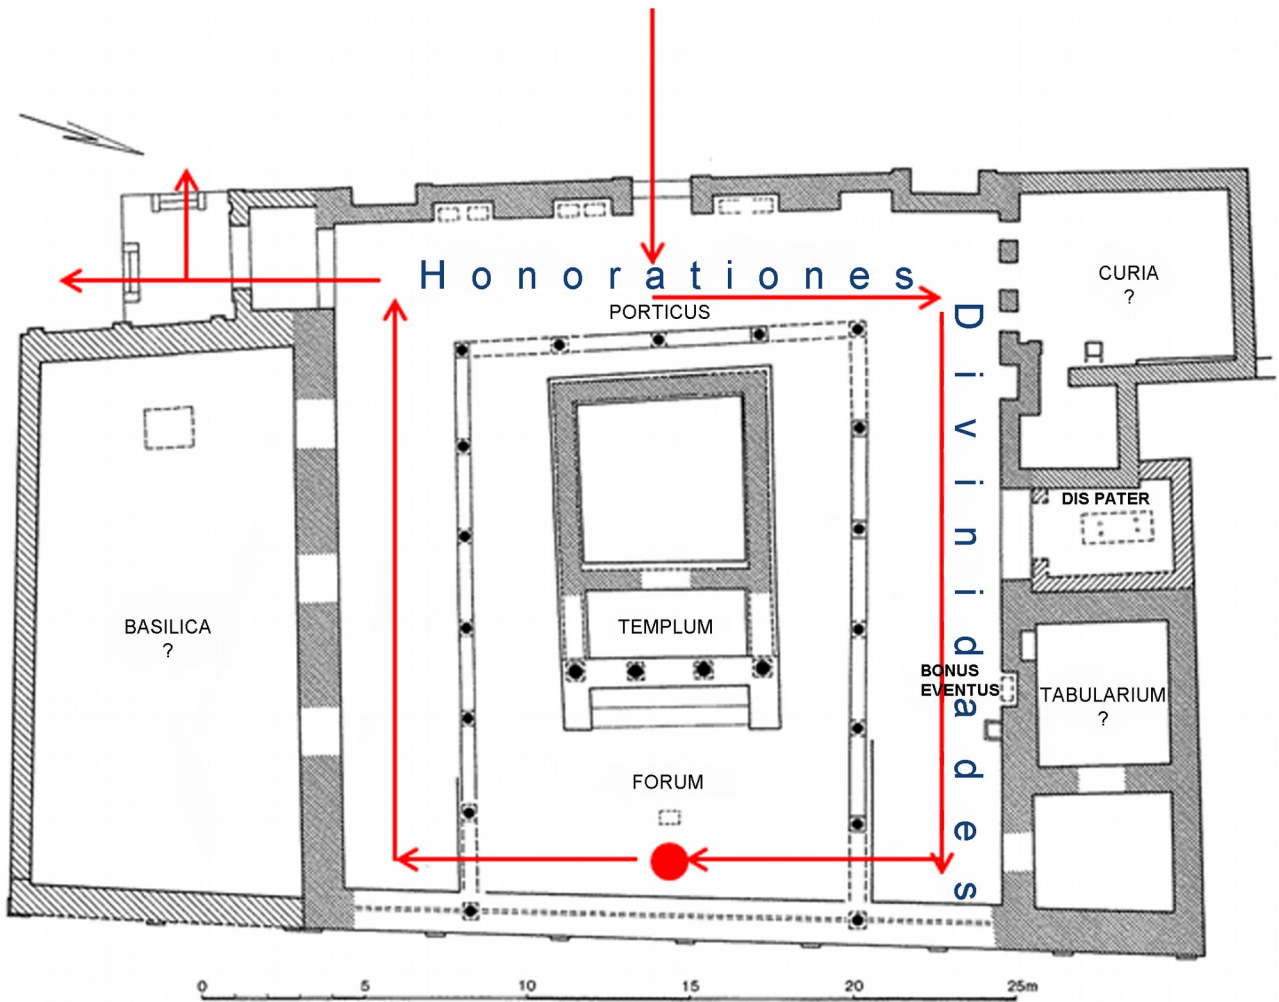 Honorationes
PORTICUS
Divinidades
CURIA
?
DIS PATER
BASILICA
?
TEMPLUM
BONUS
EVENTUS
TABULARIUM
?
FORUM
0 5 10 15 20 25m